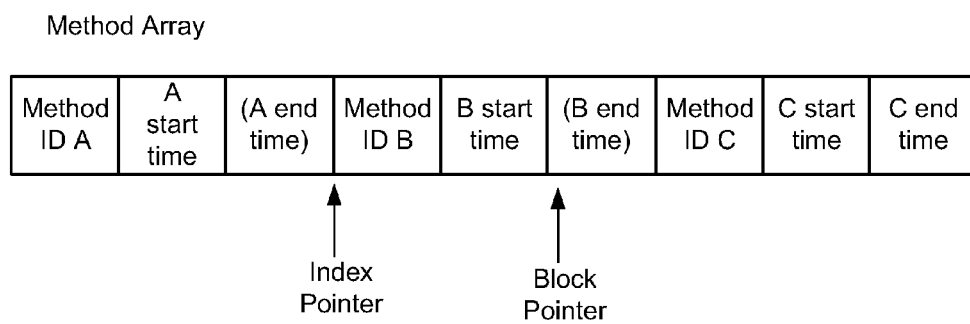 Method Array
Method
ID A
A
start
time
(A end
time)
Method
ID B
B start
time
(B end
time)
Method
ID C
C start
time
C end
time
Index
Pointer
Block
Pointer